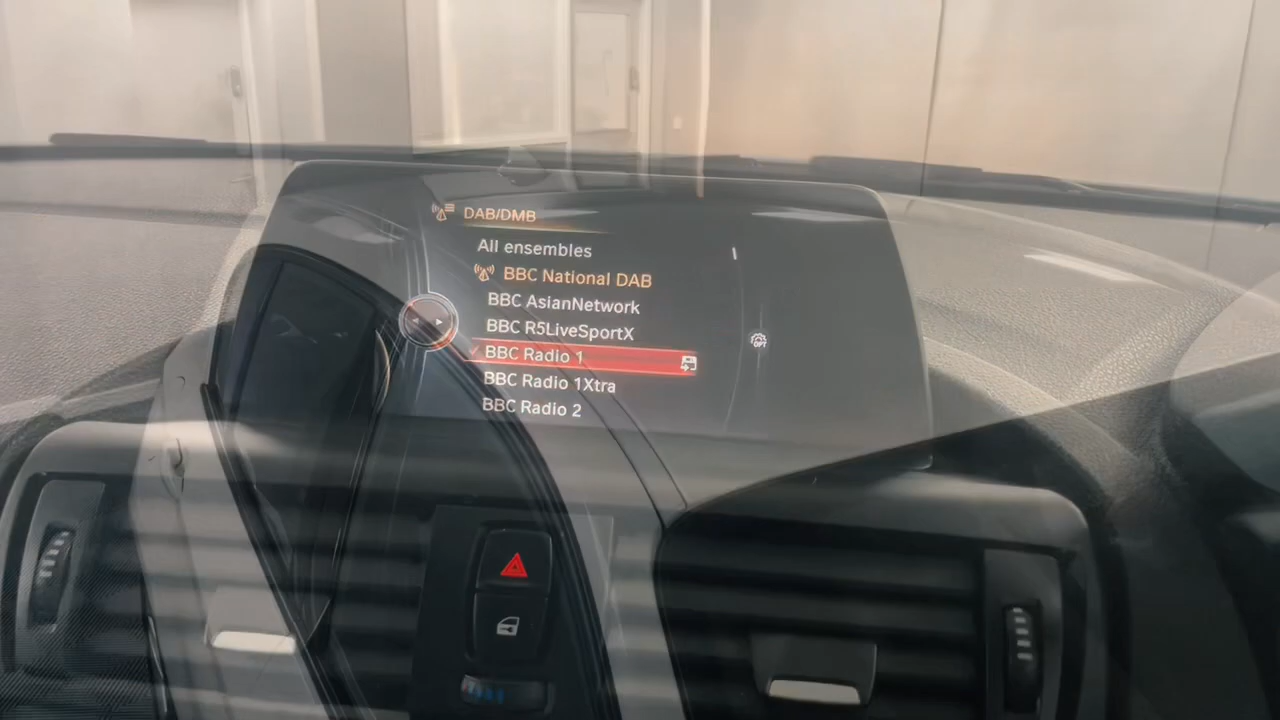 DAB/DMB
All ensembles
BBC National DAB
BBC AsianNetwork
BBC R5LiveSportX
BBC Radio 1
OPT
BBC Radio 1Xtra
BBC Radio 2